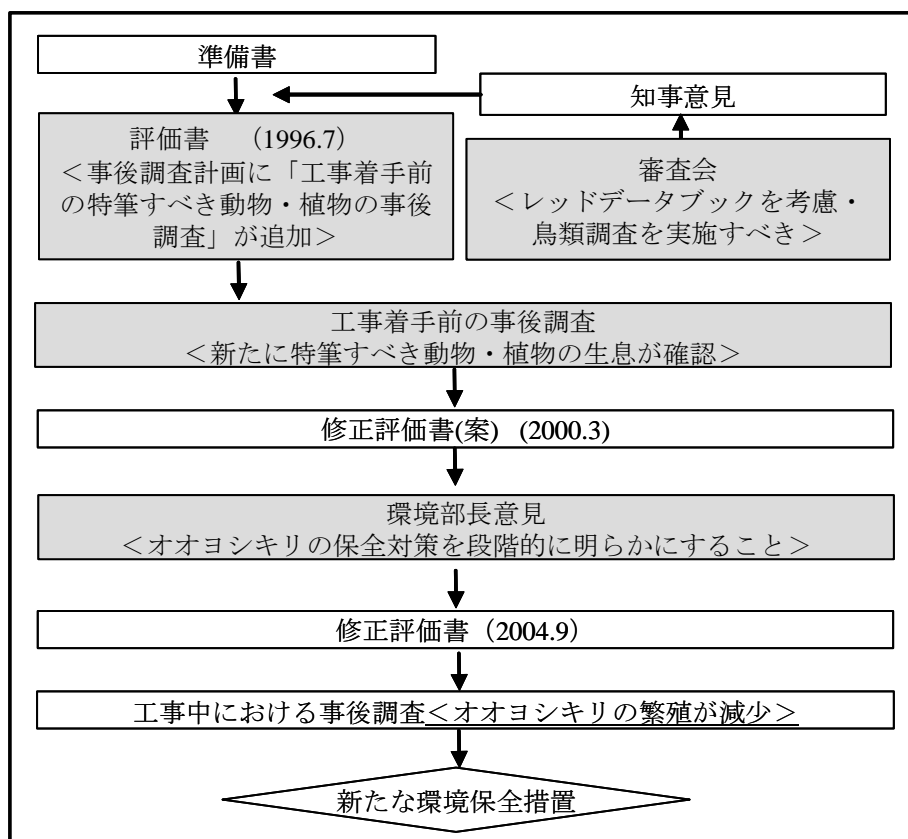 準備書
知事意見
評価書 (1996.7)
<事後調査計画に「工事着手前
の特筆すべき動物・植物の事後
調査」が追加>
審査会
<レッドデータブックを考慮・
鳥類調査を実施すべき>
工事着手前の事後調査
<新たに特筆すべき動物・植物の生息が確認>
修正評価書(案) (2000.3)
環境部長意見
<オオヨシキリの保全対策を段階的に明らかにすること>
修正評価書（2004.9）
工事中における事後調査<オオヨシキリの繁殖が減少>
新たな環境保全措置